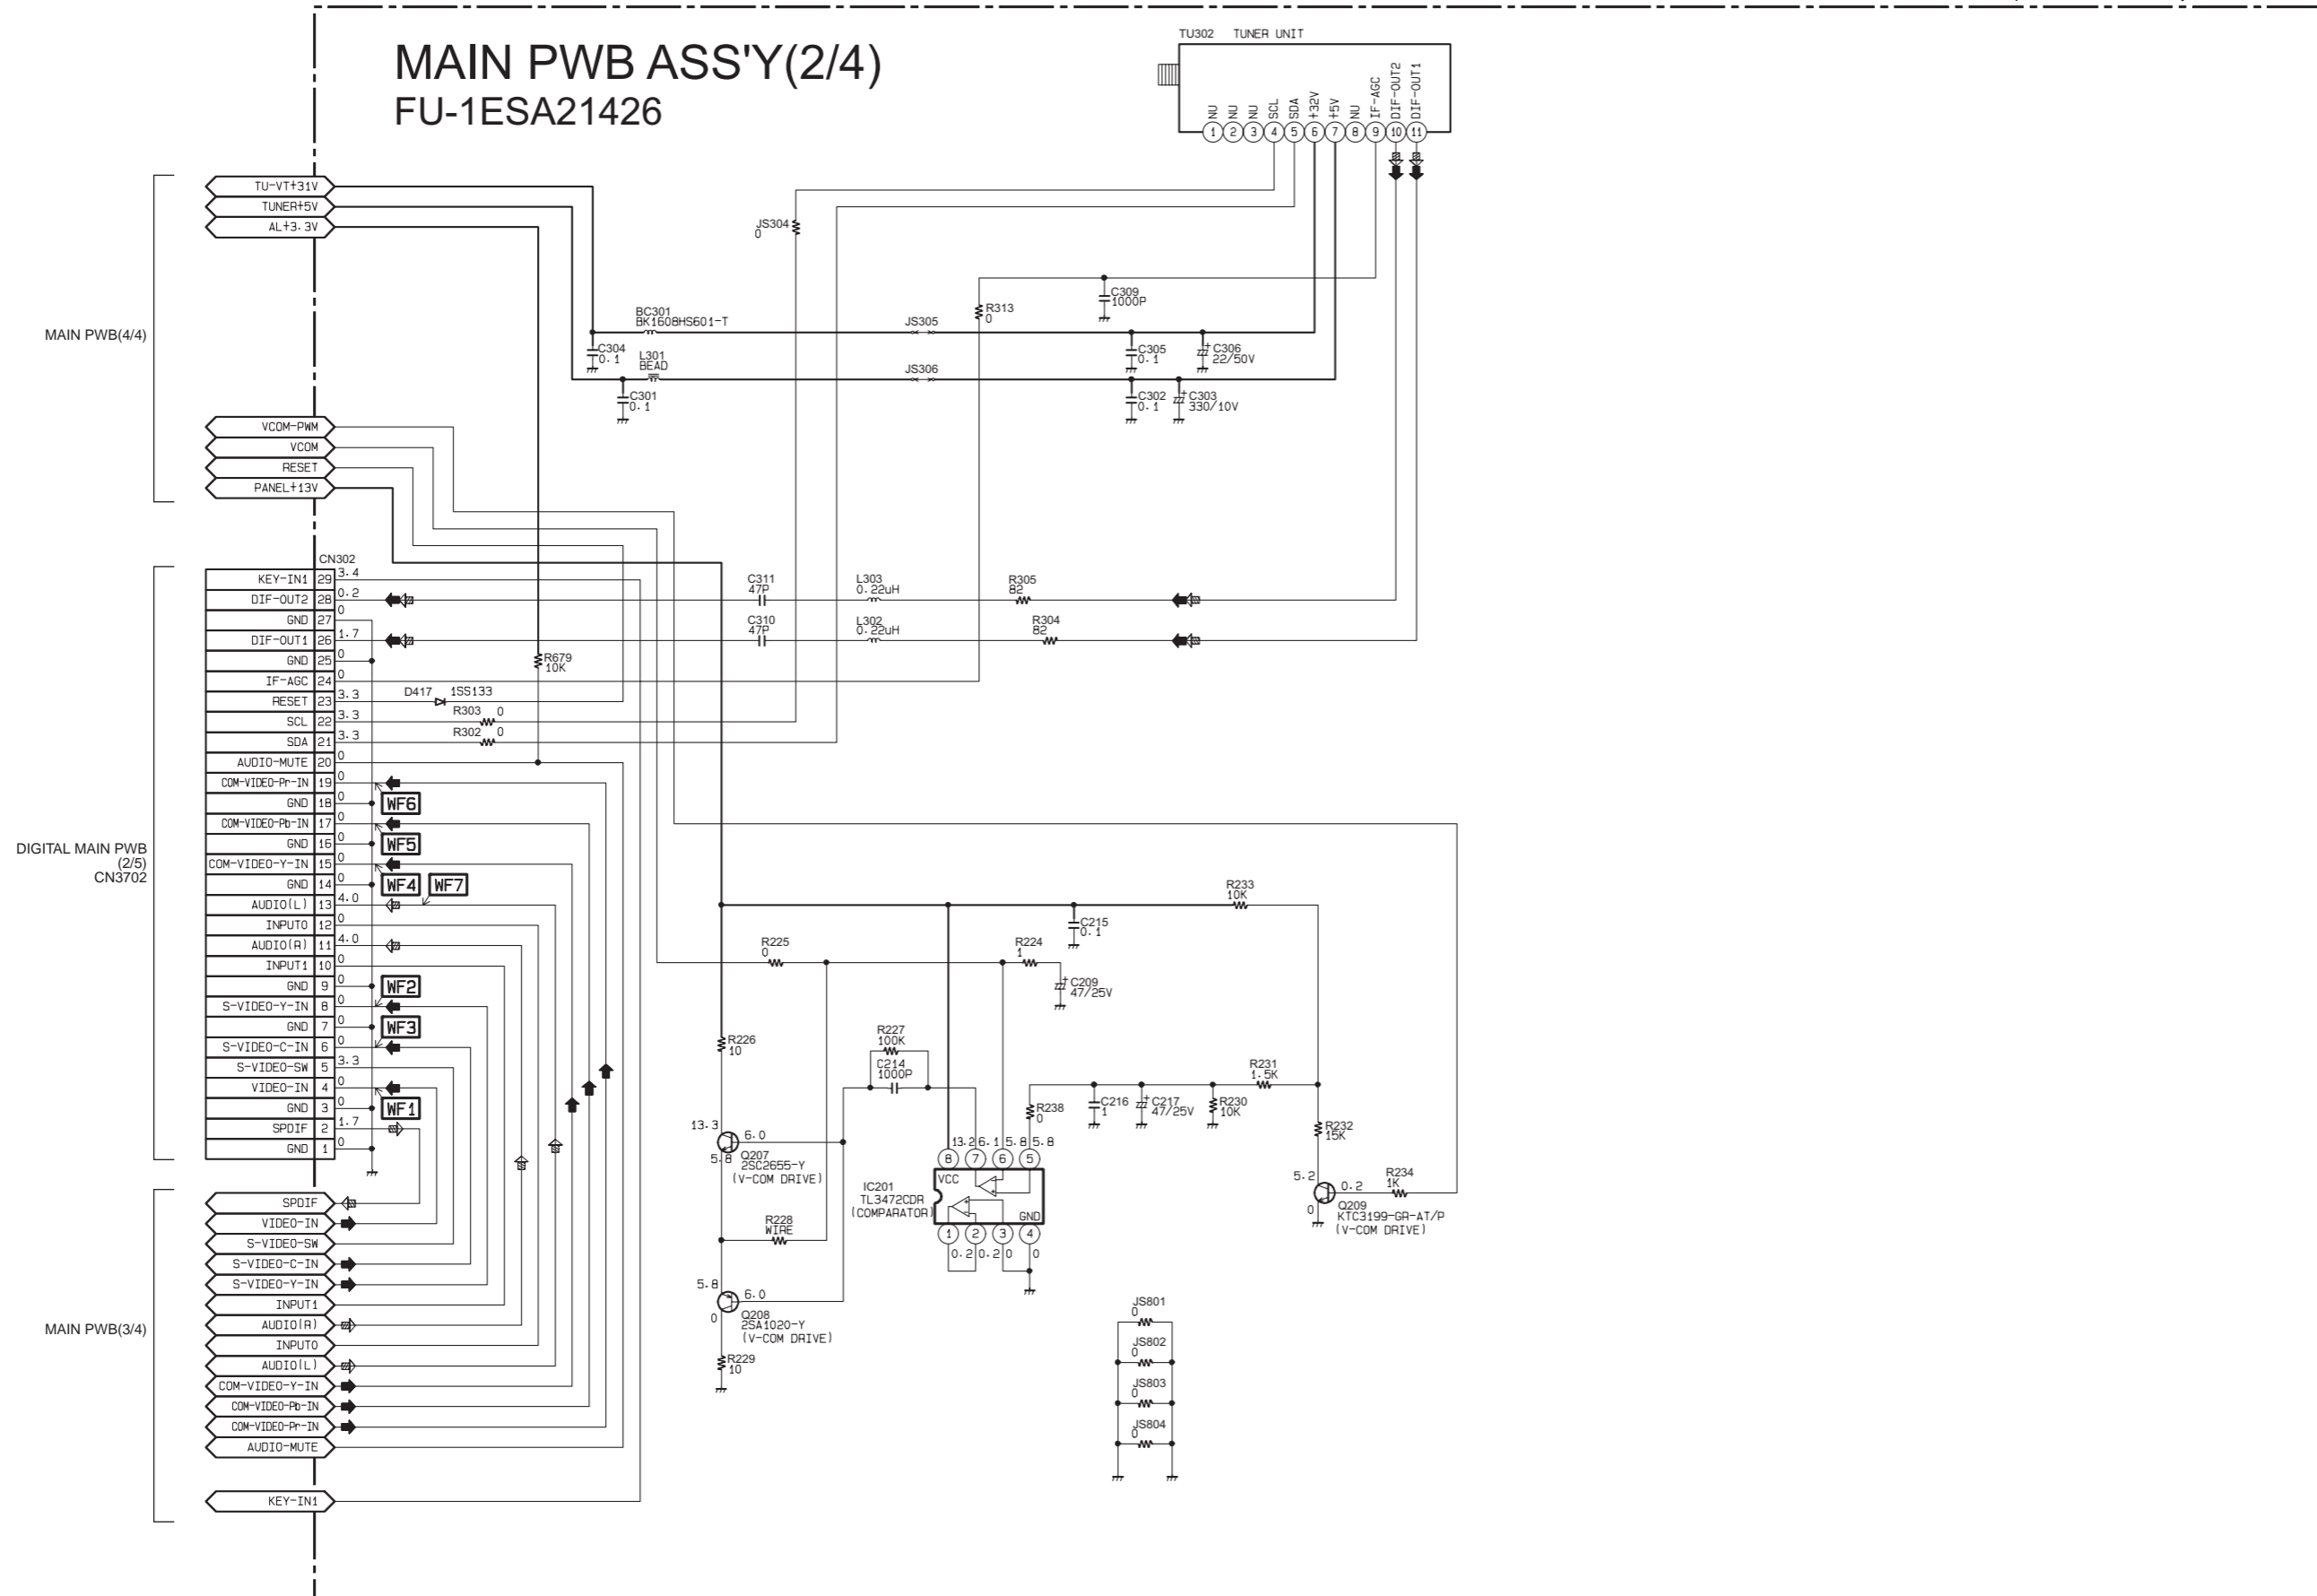 MAIN PWB ASS'Y(2/4)
FU-1ESA21426
TU302 TUNER UNIT
NU
NU
NU
SCL
SDA
+32V
+5V
NU
IF-AGC
DIF-OUT2
DIF-OUT1
1 2 3 4 5 6 7 8 9 10 11
MAIN PWB(4/4)
TU-VT+31V
TUNER+5V
AL+3.3V
JS304
0
BC301
BK1608HS601-T
C304
0.1
L301
BEAD
C301
0.1
JS305
JS306
R313
0
C309
1000P
C305
0.1
C306
22/50V
C302
0.1
C303
330/10V
VCOM-PWM
VCOM
RESET
PANEL+13V
DIGITAL MAIN PWB
(2/5)
CN3702
CN302
KEY-IN1 29 3.4
DIF-OUT2 28 0.2
GND 27 0
DIF-OUT1 26 1.7
GND 25 0
IF-AGC 24 0
RESET 23 3.3
SCL 22 3.3
SDA 21 3.3
AUDIO-MUTE 20 0
COM-VIDEO-Pr-IN 19 0
GND 18 0
COM-VIDEO-Pb-IN 17 0
GND 16 0
COM-VIDEO-Y-IN 15 0
GND 14 0
AUDIO(L) 13 4.0
INPUT0 12 0
AUDIO(R) 11 4.0
INPUT1 10 0
GND 9 0
S-VIDEO-Y-IN 8 0
GND 7 0
S-VIDEO-C-IN 6 0
S-VIDEO-SW 5 3.3
VIDEO-IN 4 0
GND 3 0
SPDIF 2 1.7
GND 1 0
WF6
WF5
WF4 WF7
WF2
WF3
WF1
C311
47P
L303
0.22uH
R305
82
C310
47P
L302
0.22uH
R304
82
R679
10K
D417 1SS133
R303 0
R302 0
R233
10K
C215
0.1
R225
0
R224
1
C209
47/25V
R226
10
R227
100K
C214
1000P
R231
1.5K
R238
0
C216
1
C217
47/25V
R230
10K
R232
15K
13.3
6.0
5.8
Q207
2SC2655-Y
(V-COM DRIVE)
13.2 6.1 5.8 5.8
8 7 6 5
VCC
GND
IC201
TL3472CDR
(COMPARATOR)
1 2 3 4
0.2 0.2 0 0
R228
WIRE
5.2
0.2
0
R234
1K
Q209
KTC3199-GR-AT/P
(V-COM DRIVE)
5.8
6.0
0
Q208
2SA1020-Y
(V-COM DRIVE)
R229
10
JS801
0
JS802
0
JS803
0
JS804
0
MAIN PWB(3/4)
SPDIF
VIDEO-IN
S-VIDEO-SW
S-VIDEO-C-IN
S-VIDEO-Y-IN
INPUT1
AUDIO(R)
INPUT0
AUDIO(L)
COM-VIDEO-Y-IN
COM-VIDEO-Pb-IN
COM-VIDEO-Pr-IN
AUDIO-MUTE
KEY-IN1